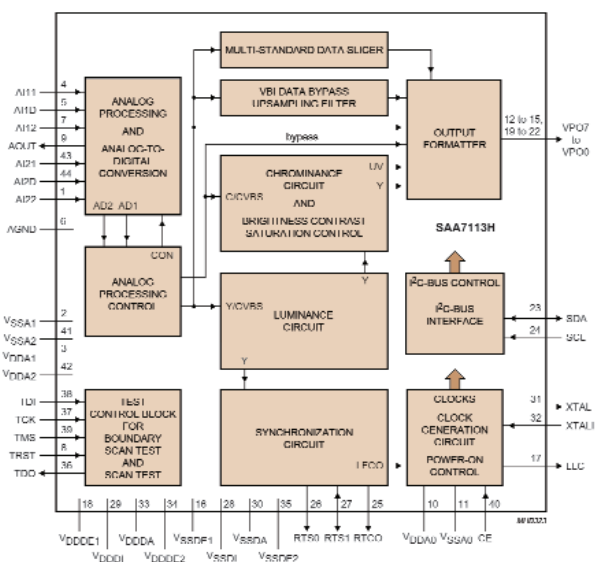 MULTI-STANDARD DATA SLICER
VBI DATA BYPASS
UPSAMPLING FILTER
ANALOG
PROCESSING
AND
ANALOG-TO-
DIGITAL
CONVERSION
AD2 AD1
AI11 4
AI1D 5
AI12 7
AOUT 9
AI21 43
AI2D 44
AI22 1
AGND 6
bypass
OUTPUT
FORMATTER
12 to 15,
19 to 22
VPO7
to
VPO0
UV
Y
CHROMINANCE
CIRCUIT
C/CVBS
AND
BRIGHTNESS CONTRAST
SATURATION CONTROL
SAA7113H
CON
ANALOG
PROCESSING
CONTROL
Y
Y/CVBS
LUMINANCE
CIRCUIT
Y
I²C-BUS CONTROL
I²C-BUS
INTERFACE
23 SDA
24 SCL
VSSA1 2
VSSA2 41
VDDA1 3
VDDA2 42
TDI 38
TCK 37
TMS 39
TRST 8
TDO 36
TEST
CONTROL BLOCK
FOR
BOUNDARY
SCAN TEST
AND
SCAN TEST
SYNCHRONIZATION
CIRCUIT
LFCO
CLOCKS
CLOCK
GENERATION
CIRCUIT
POWER-ON
CONTROL
31 XTAL
32 XTALI
17 LLC
18 29 33 34 16 28 30 35 26 27 25 10 11 40
VDDDE1 VDDDA VSSDE1 VSSDA RTS0 RTS1 RTCO VDDA0 VSSA0 CE
VDDDI VDDDE2 VSSDI VSSDE2